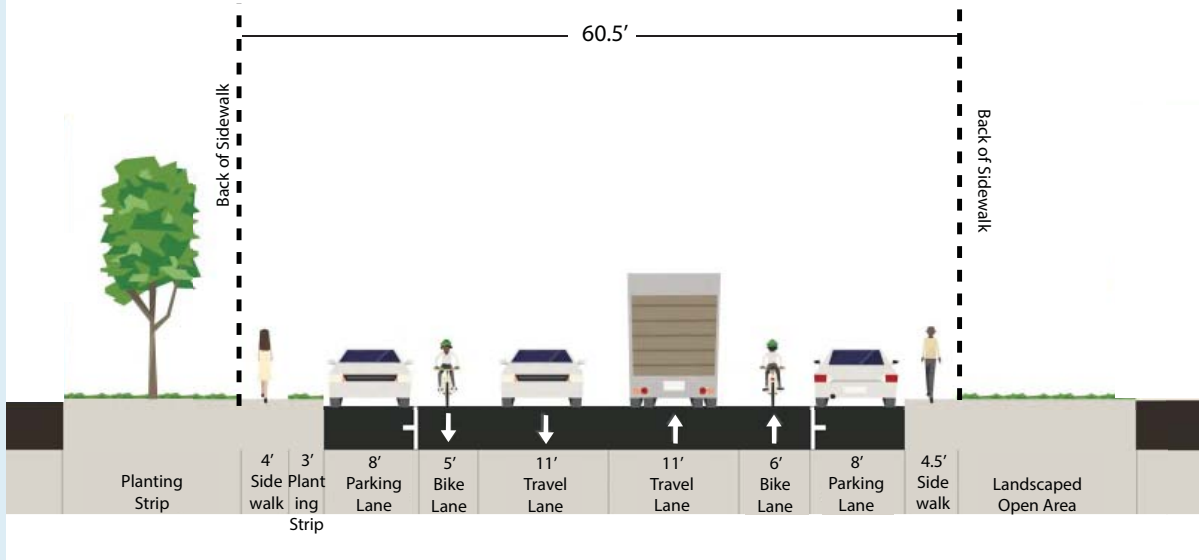 60.5’
Back of Sidewalk
Back of Sidewalk
Planting
Strip
4’
Side
walk
3’
Plant
ing
Strip
8’
Parking
Lane
5’
Bike
Lane
11’
Travel
Lane
11’
Travel
Lane
6’
Bike
Lane
8’
Parking
Lane
4.5’
Side
walk
Landscaped
Open Area